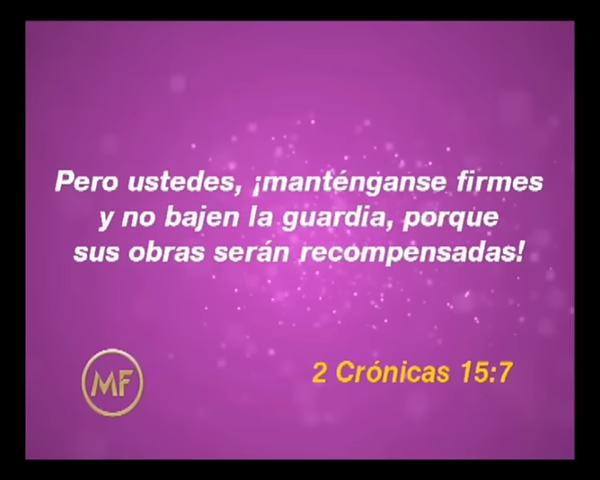 Pero ustedes, ¡manténganse firmes
y no bajen la guardia, porque
sus obras serán recompensadas!
2 Crónicas 15:7
MF